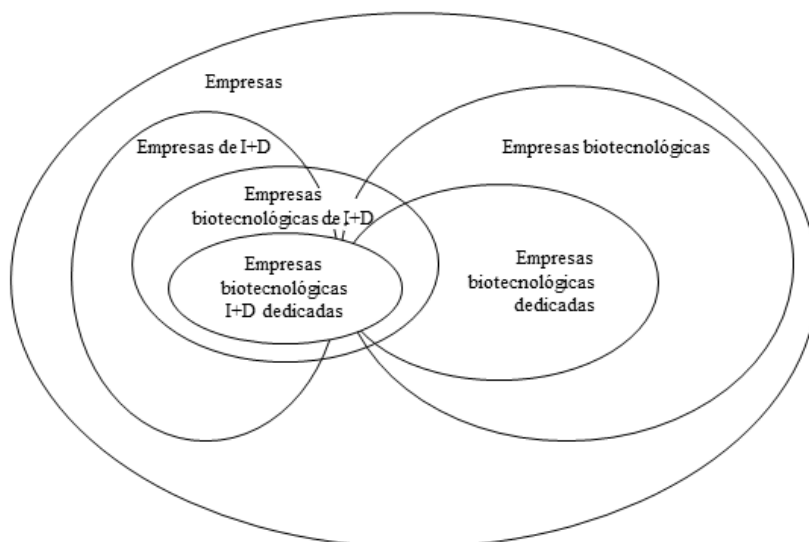 Empresas
Empresas de I+D
Empresas biotecnológicas
Empresas
biotecnológicas de I+D
Empresas
biotecnológicas
I+D dedicadas
Empresas
biotecnológicas
dedicadas